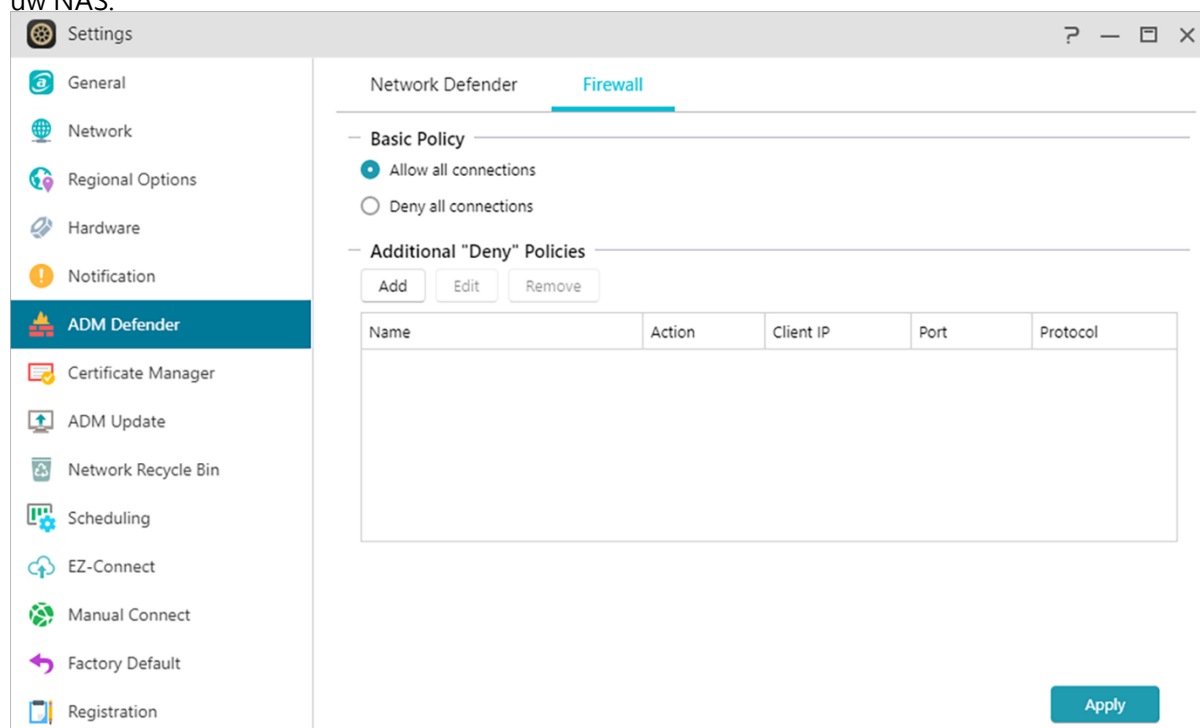 uw NAS.
Settings
General
Network
Regional Options
Hardware
Notification
ADM Defender
Certificate Manager
ADM Update
Network Recycle Bin
Scheduling
EZ-Connect
Manual Connect
Factory Default
Registration
Network Defender Firewall
Basic Policy
Allow all connections
Deny all connections
Additional "Deny" Policies
Add Edit Remove
Name Action Client IP Port Protocol
Apply